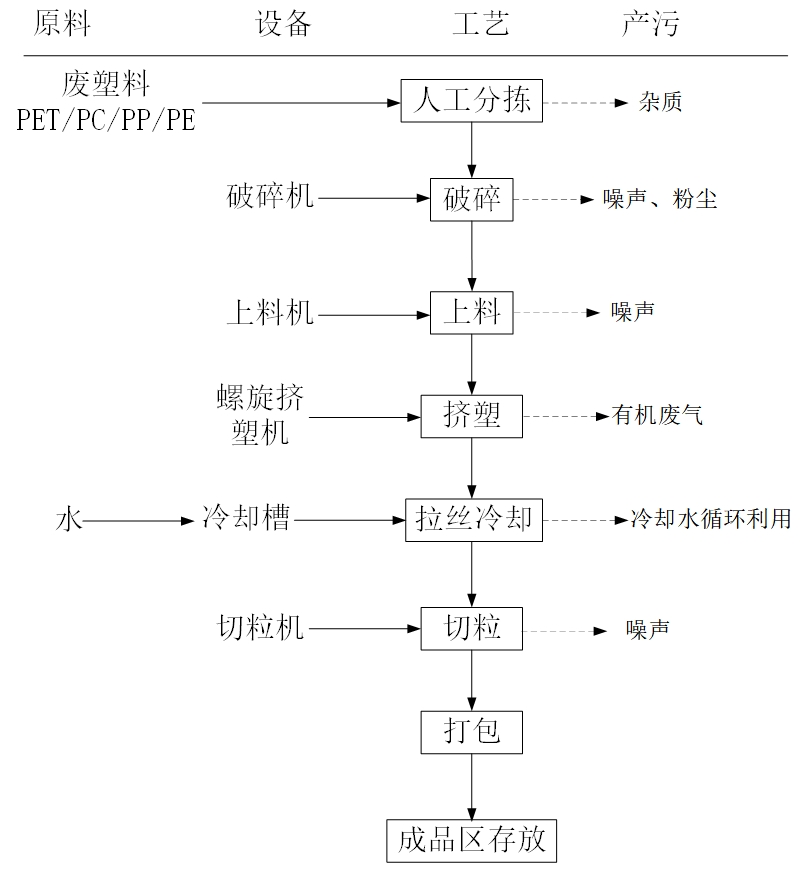 原料 设备 工艺 产污
废塑料
PET/PC/PP/PE 人工分拣 杂质
破碎机 破碎 噪声、粉尘
上料机 上料 噪声
螺旋挤
塑机 挤塑 有机废气
水 冷却槽 拉丝冷却 冷却水循环利用
切粒机 切粒 噪声
打包
成品区存放